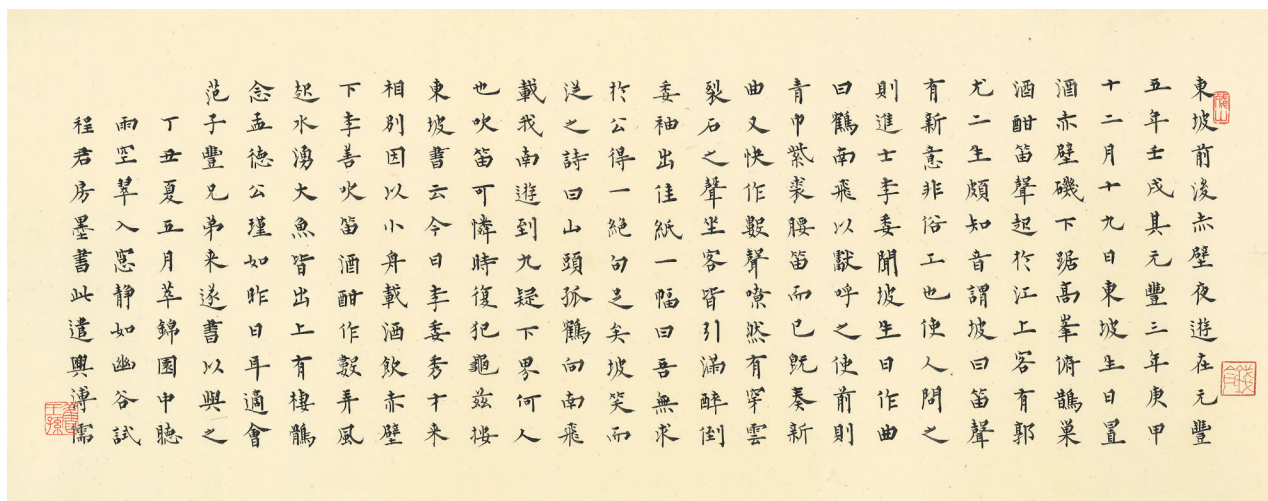 東坡前後赤壁夜遊在元豐
五年壬戌其元豐三年庚甲
十二月十九日東坡生日置
酒赤壁磯下踞高峯俯鵲巢
酒酣笛聲起於江上客有郭
尤二生頗知音謂坡曰笛聲
有新意非俗工也使人問之
則進士李委聞坡生日作曲
曰鶴南飛以獻呼之使前則
青巾紫裘腰笛而已既奏新
曲又快作數聲嘹然有穿雲
裂石之聲坐客皆引滿醉倒
委袖出佳紙一幅曰吾無求
於公得一絕句足矣坡笑而
從之詩曰山頭孤鶴向南飛
載我南遊到九疑下界何人
也吹笛可憐時復犯龜茲按
東坡書云今日李委秀才來
相別因以小舟載酒飲赤壁
下李善吹笛酒酣作數弄風
起水湧大魚皆出上有棲鶻
念孟德公瑾如昨日耳適會
范子豐兄弟來遂書以與之
丁丑夏五月萃錦園中聽
雨空翠入窓靜如幽谷試
程君房墨書此遣興溥儒